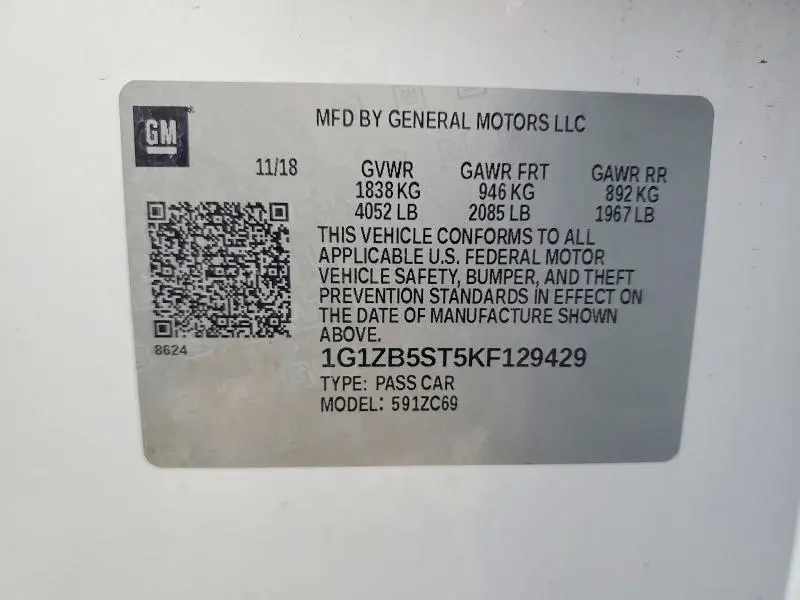 GM
MFD BY GENERAL MOTORS LLC
11/18 GVWR GAWR FRT GAWR RR
1838 KG 946 KG 892 KG
4052 LB 2085 LB 1967 LB
THIS VEHICLE CONFORMS TO ALL
APPLICABLE U.S. FEDERAL MOTOR
VEHICLE SAFETY, BUMPER, AND THEFT
PREVENTION STANDARDS IN EFFECT ON
THE DATE OF MANUFACTURE SHOWN
ABOVE.
8624
1G1ZB5ST5KF129429
TYPE: PASS CAR
MODEL: 591ZC69